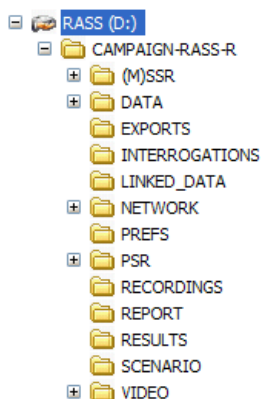 RASS (D:)
CAMPAIGN-RASS-R
(M)SSR
DATA
EXPORTS
INTERROGATIONS
LINKED_DATA
NETWORK
PREFS
PSR
RECORDINGS
REPORT
RESULTS
SCENARIO
VIDEO